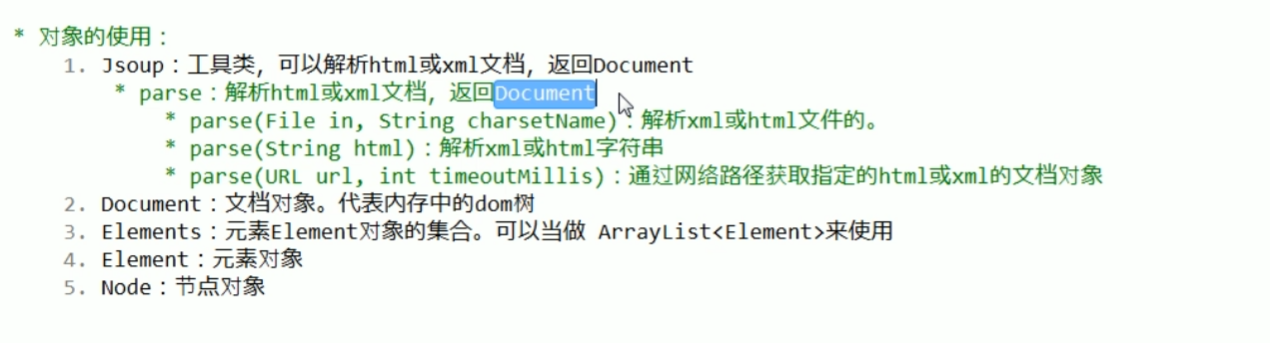 * 对象的使用：
1. Jsoup：工具类，可以解析html或xml文档，返回Document
* parse：解析html或xml文档，返回Document
* parse(File in, String charsetName)：解析xml或html文件的。
* parse(String html)：解析xml或html字符串
* parse(URL url, int timeoutMillis)：通过网络路径获取指定的html或xml的文档对象
2. Document：文档对象。代表内存中的dom树
3. Elements：元素Element对象的集合。可以当做 ArrayList<Element>来使用
4. Element：元素对象
5. Node：节点对象